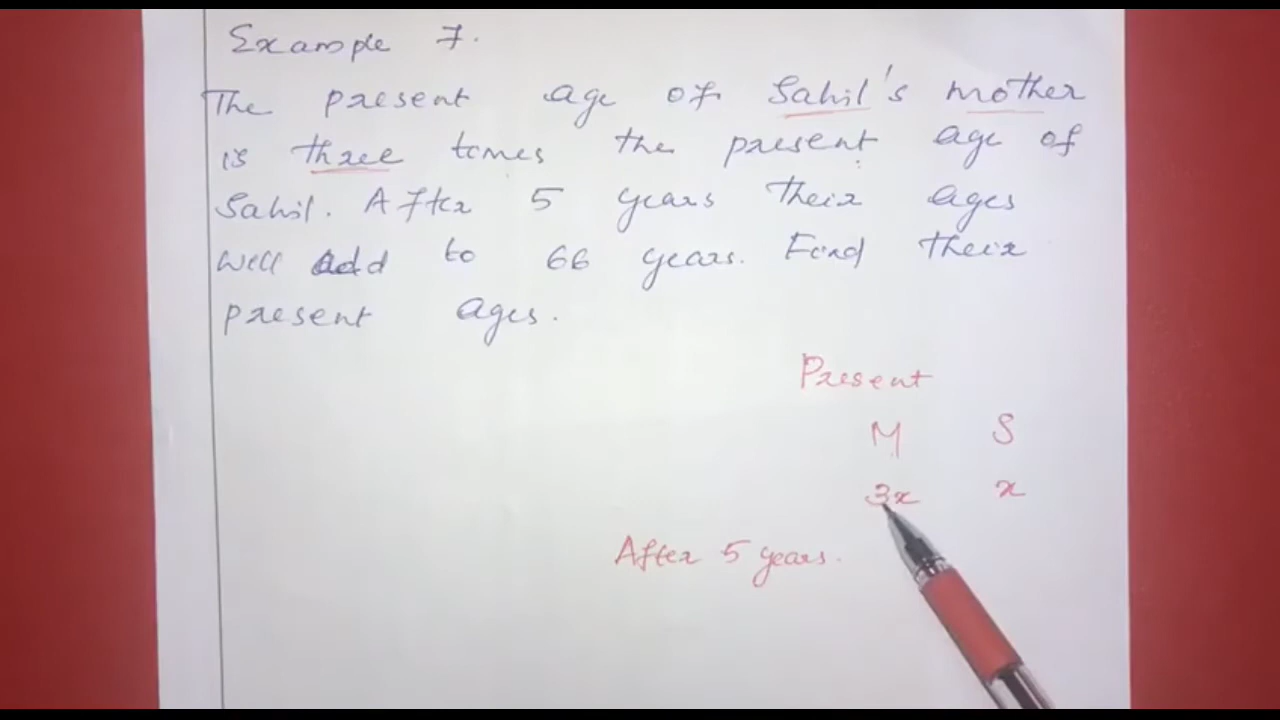 Example 7.
The present age of Sahil's mother
is three times the present age of
Sahil. After 5 years their ages
will add to 66 years. Find their
present ages.
Present
M S
3x x
After 5 years.